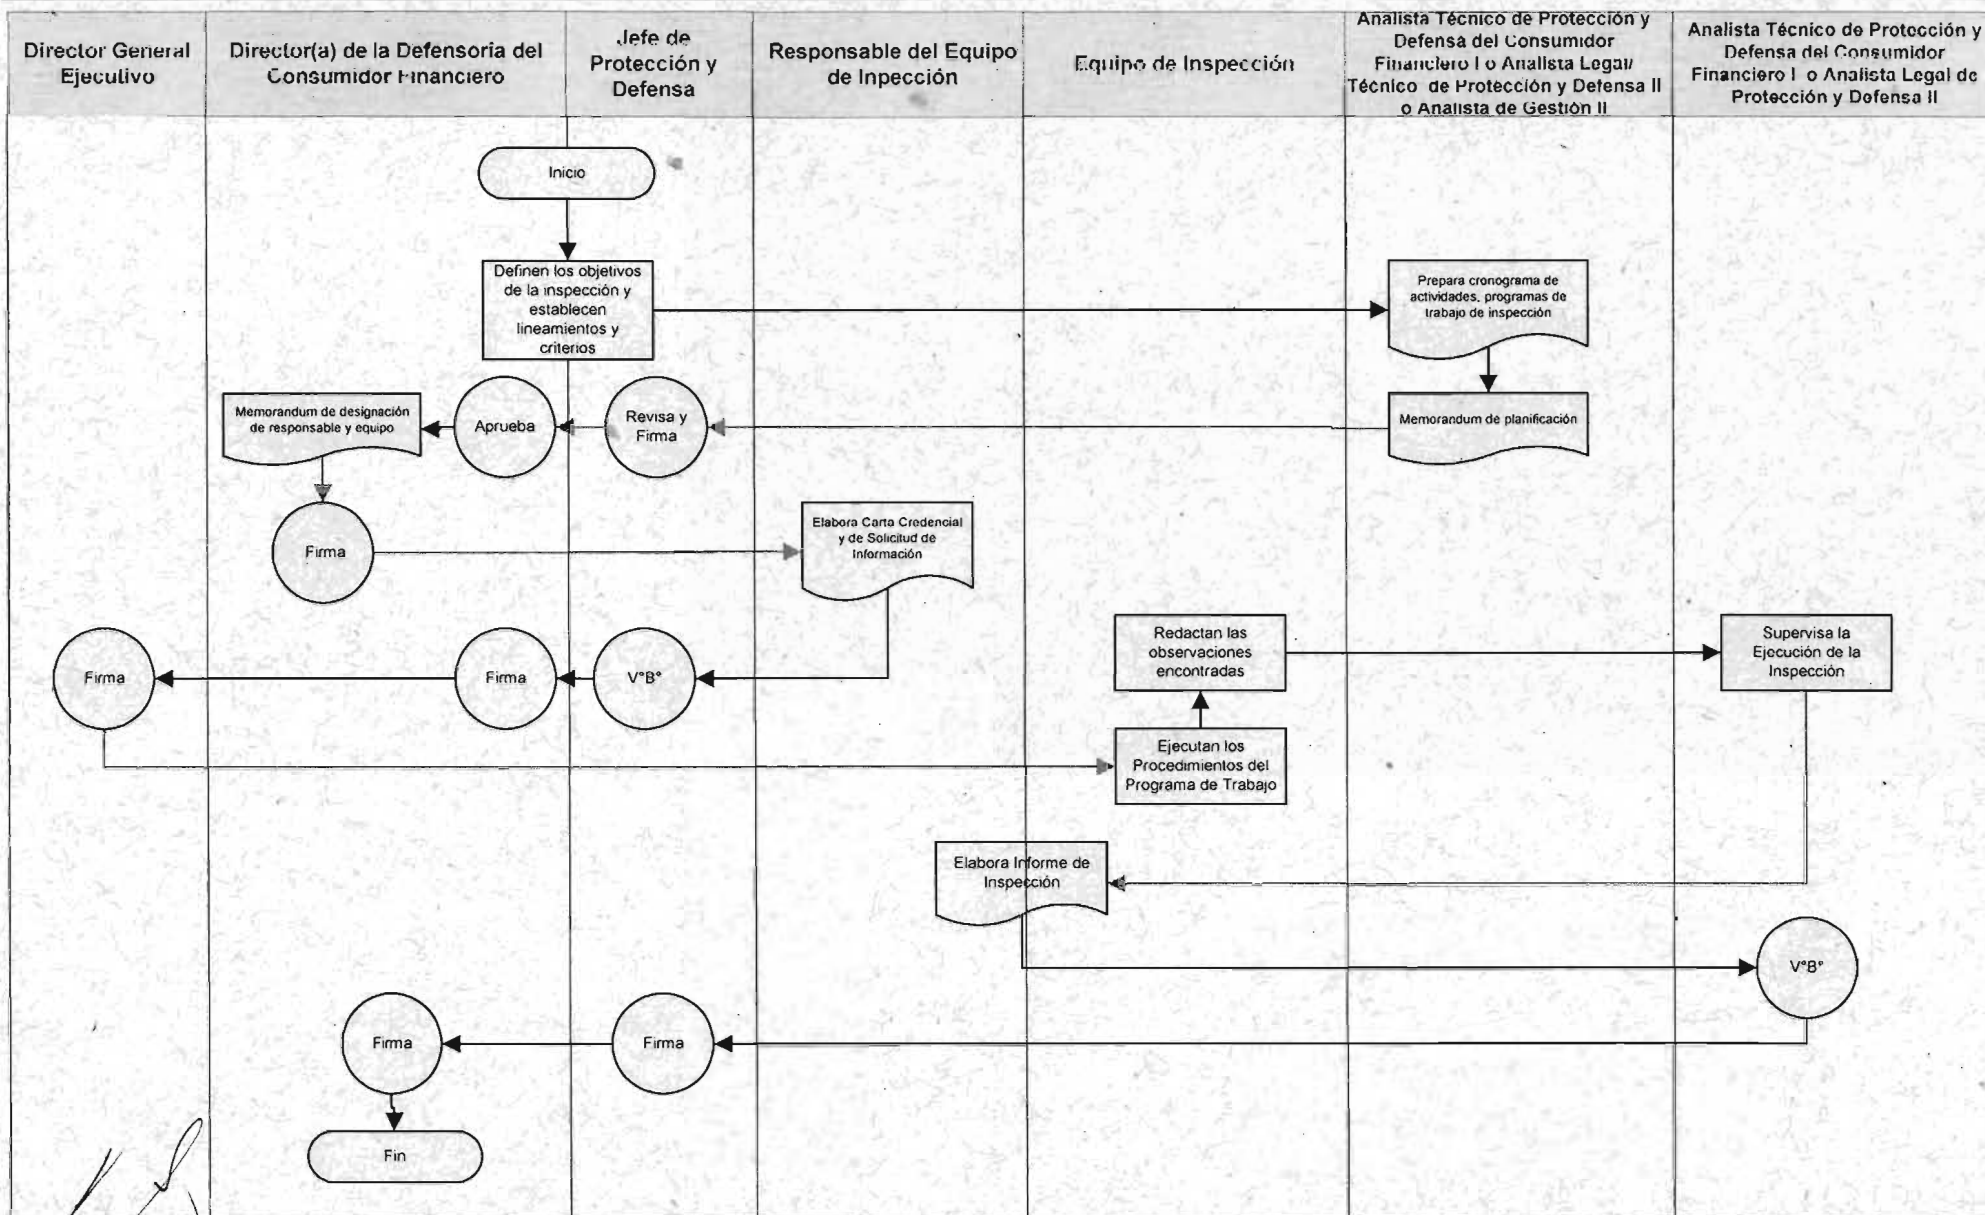 Director General
Ejecutivo
Director(a) de la Defensoría del
Consumidor Financiero
Jefe de
Protección y
Defensa
Responsable del Equipo
de Inpección
Equipo de Inspección
Analista Técnico de Protección y
Defensa del Consumidor
Financiero I o Analista Legal/
Técnico de Protección y Defensa II
o Analista de Gestión II
Analista Técnico de Protección y
Defensa del Consumidor
Financiero I o Analista Legal de
Protección y Defensa II
Inicio
Definen los objetivos
de la inspección y
establecen
lineamientos y
criterios
Prepara cronograma de
actividades, programas de
trabajo de inspección
Memorandum de designación
de responsable y equipo
Aprueba
Revisa y
Firma
Memorandum de planificación
Firma
Elabora Carta Credencial
y de Solicitud de
Información
Firma
Firma
V°B°
Redactan las
observaciones
encontradas
Supervisa la
Ejecución de la
Inspección
Ejecutan los
Procedimientos del
Programa de Trabajo
Elabora Informe de
Inspección
V°B°
Firma
Firma
Fin